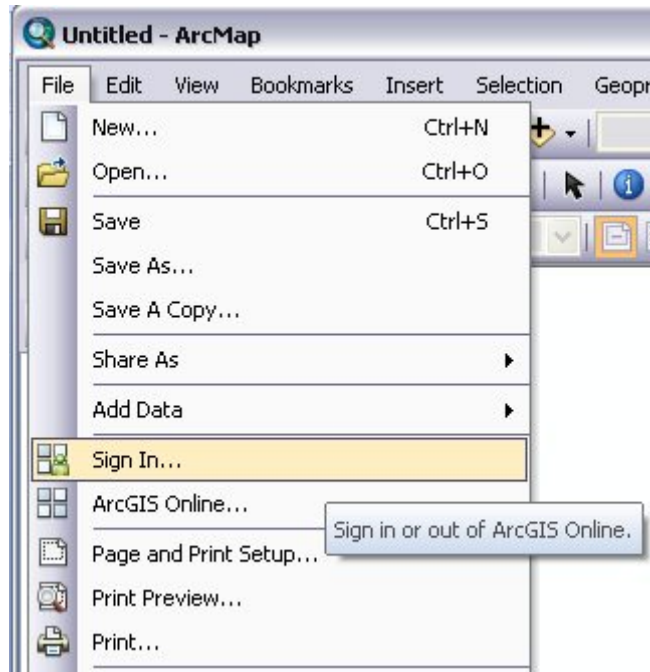 Untitled - ArcMap
File Edit View Bookmarks Insert Selection Geopr
New... Ctrl+N
Open... Ctrl+O
Save Ctrl+S
Save As...
Save A Copy...
Share As
Add Data
Sign In...
ArcGIS Online...
Sign in or out of ArcGIS Online.
Page and Print Setup...
Print Preview...
Print...